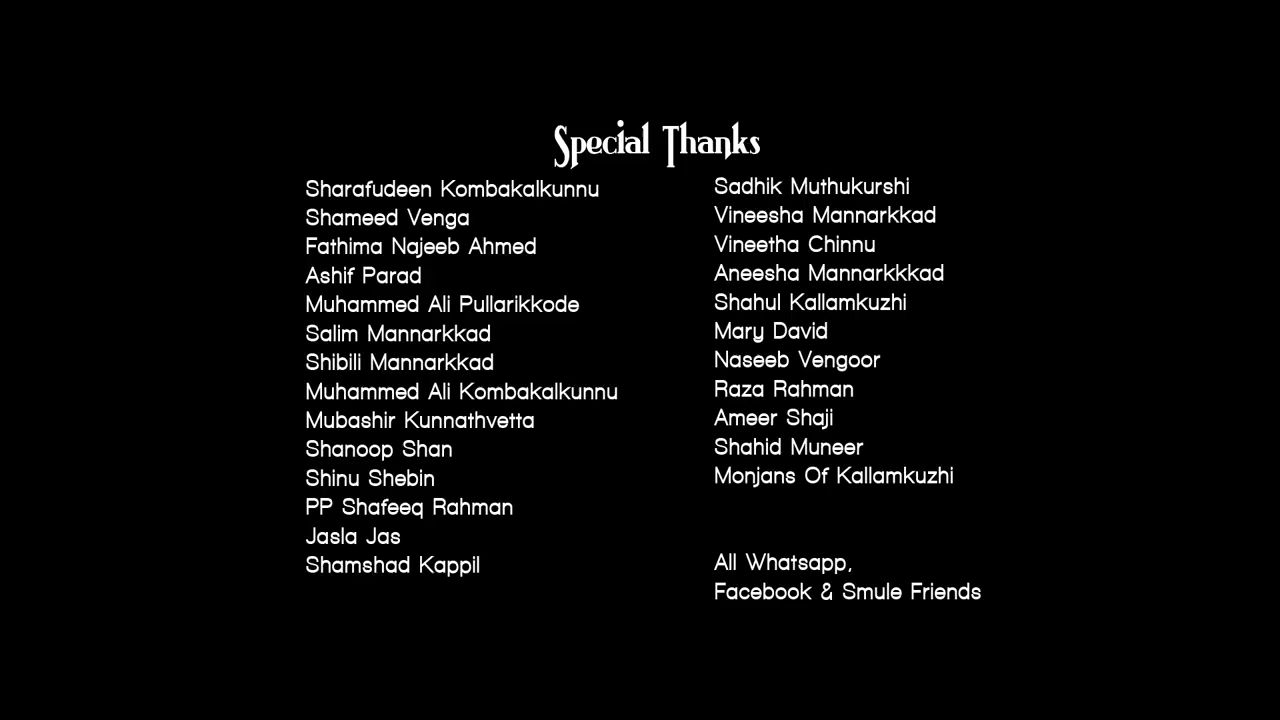 Special Thanks
Sharafudeen Kombakalkunnu
Shameed Venga
Fathima Najeeb Ahmed
Ashif Parad
Muhammed Ali Pullarikkode
Salim Mannarkkad
Shibili Mannarkkad
Muhammed Ali Kombakalkunnu
Mubashir Kunnathvetta
Shanoop Shan
Shinu Shebin
PP Shafeeq Rahman
Jasla Jas
Shamshad Kappil
Sadhik Muthukurshi
Vineesha Mannarkkad
Vineetha Chinnu
Aneesha Mannarkkkad
Shahul Kallamkuzhi
Mary David
Naseeb Vengoor
Raza Rahman
Ameer Shaji
Shahid Muneer
Monjans Of Kallamkuzhi
All Whatsapp,
Facebook & Smule Friends